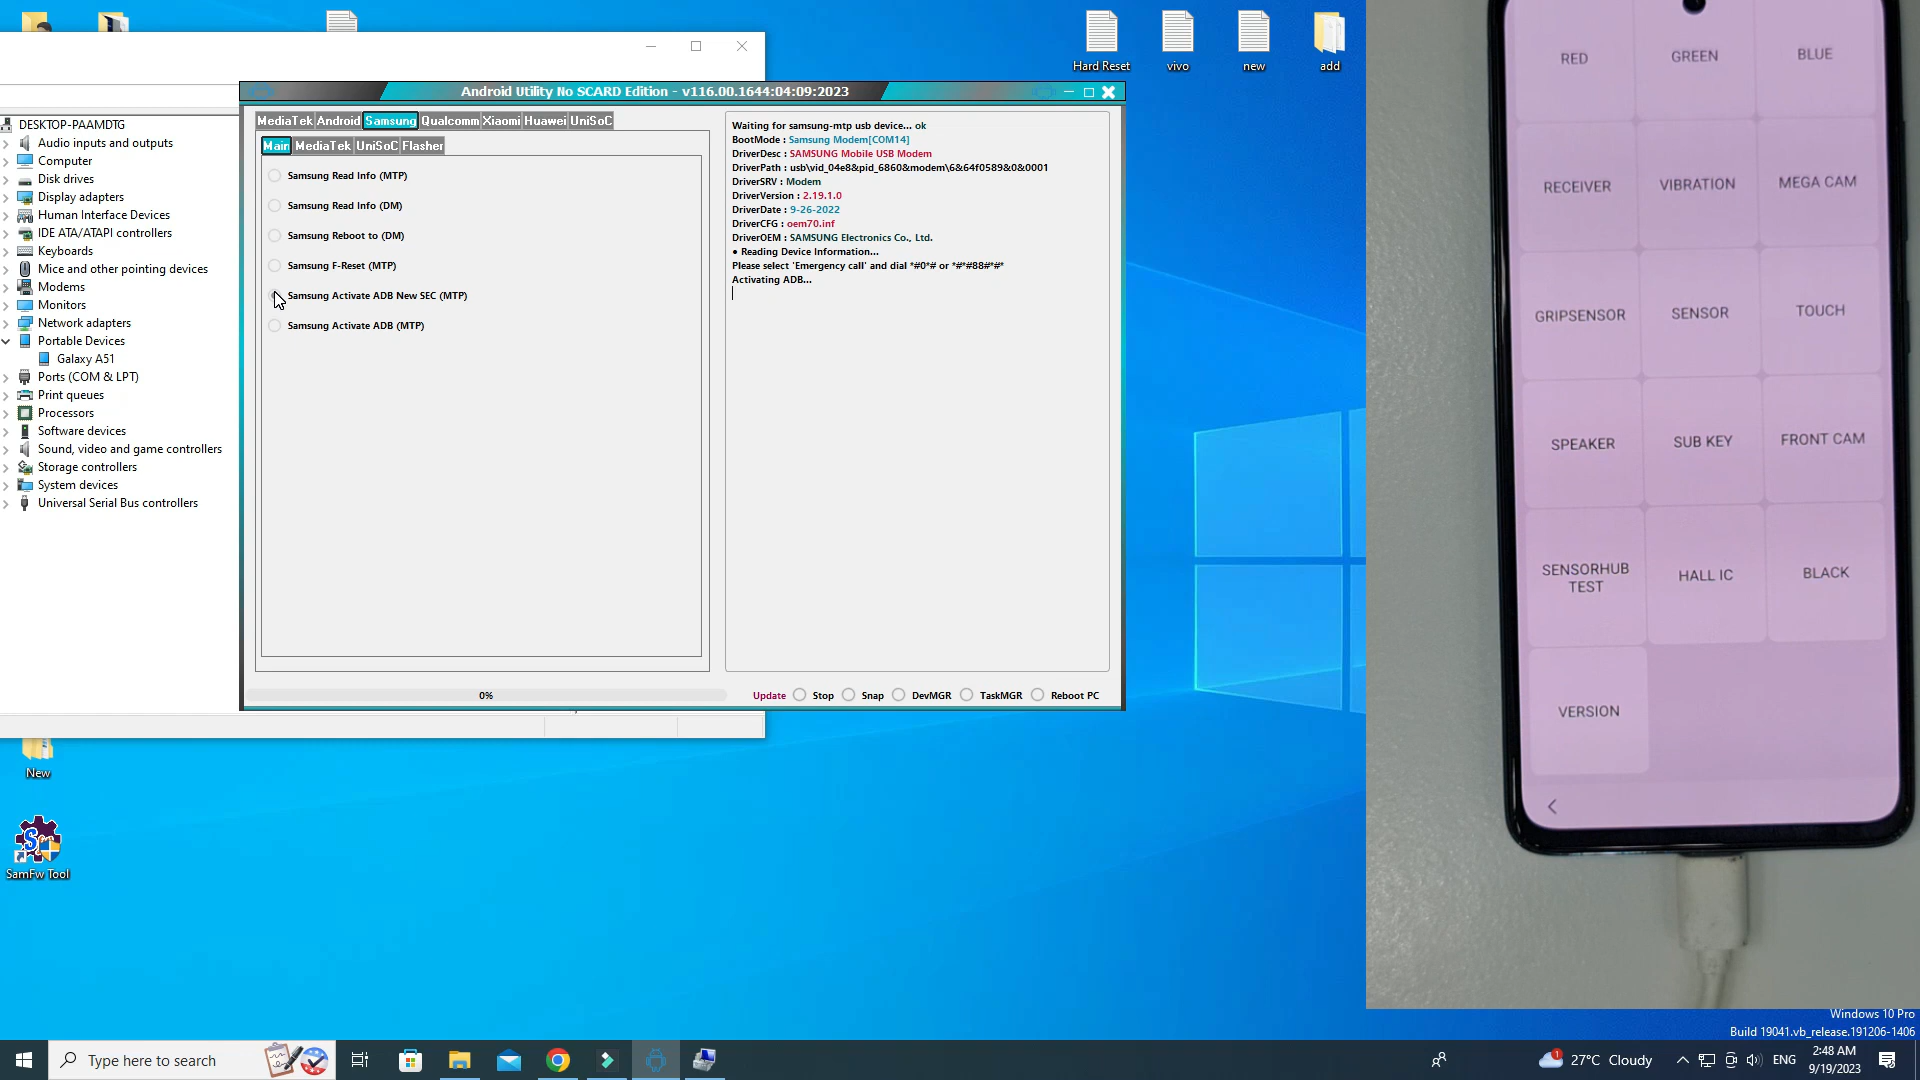 Hard Reset
vivo
new
add
DESKTOP-PAAMDTG
Audio inputs and outputs
Computer
Disk drives
Display adapters
Human Interface Devices
IDE ATA/ATAPI controllers
Keyboards
Mice and other pointing devices
Modems
Monitors
Network adapters
Portable Devices
Galaxy A51
Ports (COM & LPT)
Print queues
Processors
Software devices
Sound, video and game controllers
Storage controllers
System devices
Universal Serial Bus controllers
New
SamFw Tool
Android Utility No SCARD Edition - v116.00.1644:04:09:2023
MediaTek Android Samsung Qualcomm Xiaomi Huawei UniSoC
Main MediaTek UniSoC Flasher
Samsung Read Info (MTP)
Samsung Read Info (DM)
Samsung Reboot to (DM)
Samsung F-Reset (MTP)
Samsung Activate ADB New SEC (MTP)
Samsung Activate ADB (MTP)
Waiting for samsung-mtp usb device... ok
BootMode : Samsung Modem[COM14]
DriverDesc : SAMSUNG Mobile USB Modem
DriverPath : usb\vid_04e8&pid_6860&modem\6&64f0589&0&0001
DriverSRV : Modem
DriverVersion : 2.19.1.0
DriverDate : 9-26-2022
DriverCFG : oem70.inf
DriverOEM : SAMSUNG Electronics Co., Ltd.
• Reading Device Information...
Please select 'Emergency call' and dial *#0*# or *#*#88#*#*
Activating ADB...
0%
Update Stop Snap DevMGR TaskMGR Reboot PC
RED GREEN BLUE
RECEIVER VIBRATION MEGA CAM
GRIPSENSOR SENSOR TOUCH
SPEAKER SUB KEY FRONT CAM
SENSORHUB TEST HALL IC BLACK
VERSION
Windows 10 Pro
Build 19041.vb_release.191206-1406
Type here to search
1
27°C Cloudy
ENG
2:48 AM
9/19/2023